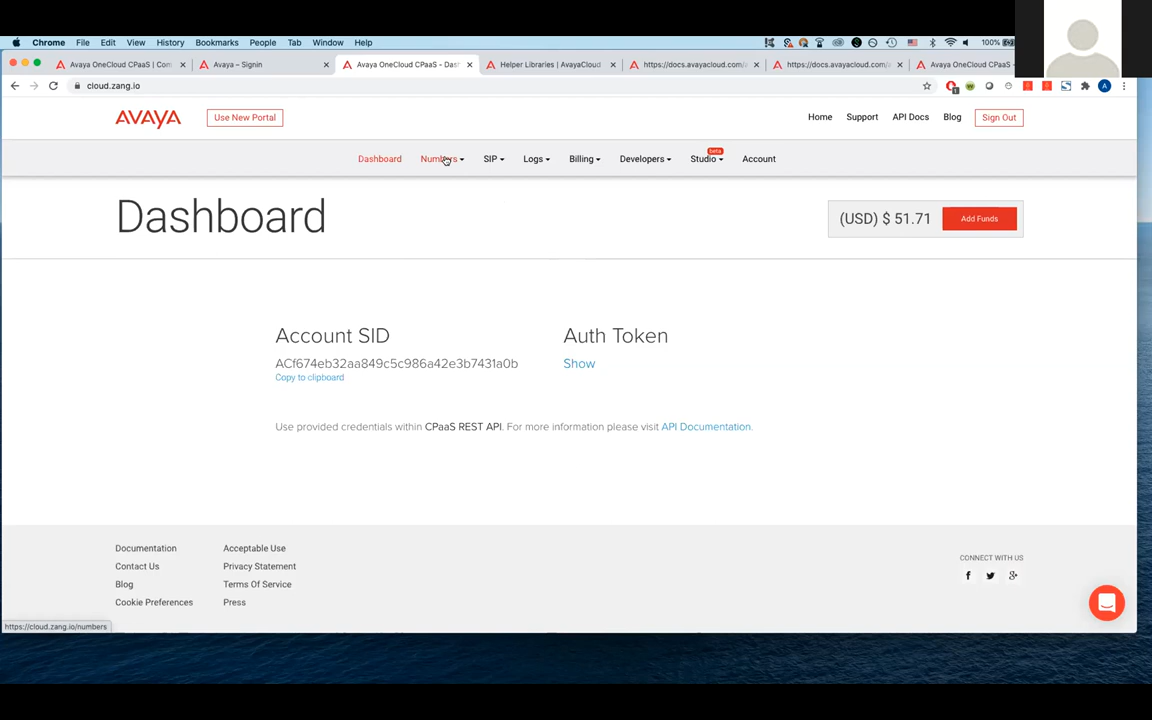 Chrome File Edit View History Bookmarks People Tab Window Help 100%
Avaya OneCloud CPaaS | Com
Avaya – Signin
Avaya OneCloud CPaaS - Das
Helper Libraries | AvayaCloud
https://docs.avayacloud.com/
https://docs.avayacloud.com/
Avaya OneCloud CPaaS -
cloud.zang.io
AVAYA Use New Portal Home Support API Docs Blog Sign Out
beta
Dashboard Numbers SIP Logs Billing Developers Studio Account
Dashboard (USD) $ 51.71 Add Funds
Account SID Auth Token
ACf674eb32aa849c5c986a42e3b7431a0b Show
Copy to clipboard
Use provided credentials within CPaaS REST API. For more information please visit API Documentation.
Documentation Acceptable Use CONNECT WITH US
Contact Us Privacy Statement
Blog Terms Of Service
Cookie Preferences Press
https://cloud.zang.io/numbers